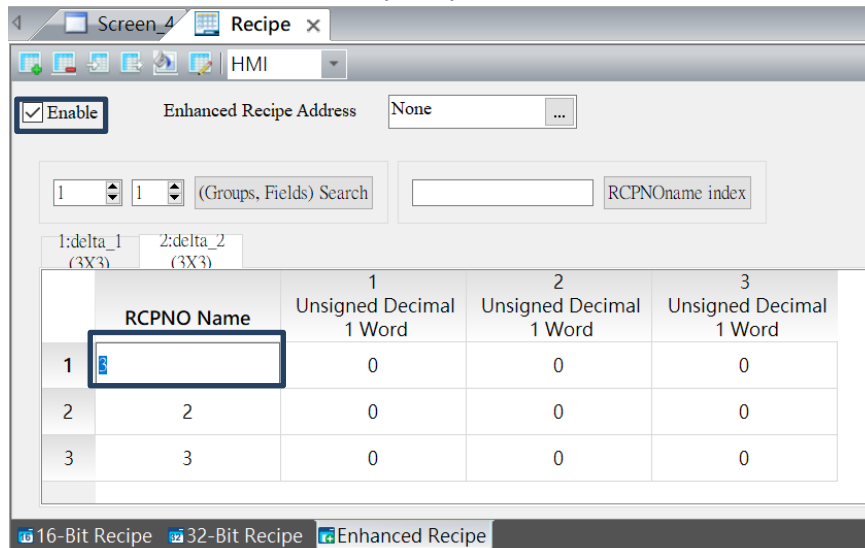 Screen_4 Recipe
HMI
Enable Enhanced Recipe Address None ...
1 1 (Groups, Fields) Search RCPNOname index
1:delta_1 2:delta_2
(3X3) (3X3)
RCPNO Name 1 Unsigned Decimal 1 Word 2 Unsigned Decimal 1 Word 3 Unsigned Decimal 1 Word
1 3 0 0 0
2 2 0 0 0
3 3 0 0 0
16-Bit Recipe 32-Bit Recipe Enhanced Recipe